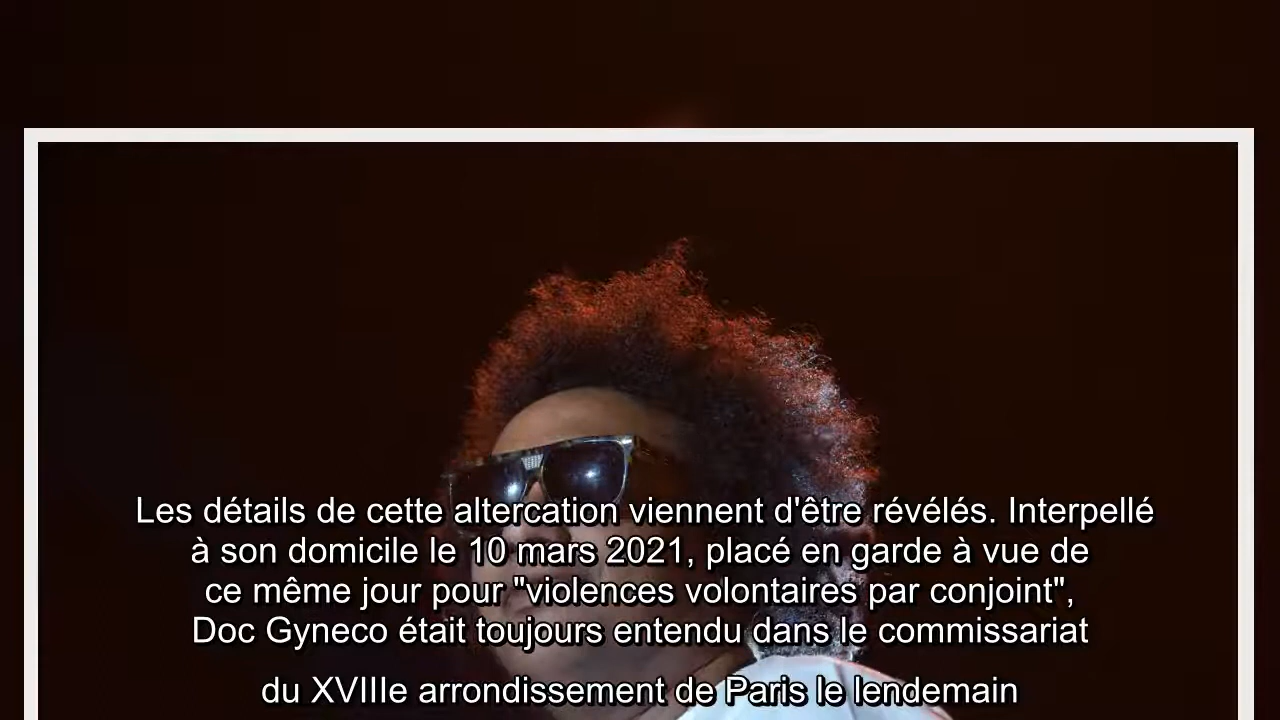 Les détails de cette altercation viennent d'être révélés. Interpellé
à son domicile le 10 mars 2021, placé en garde à vue de
ce même jour pour "violences volontaires par conjoint",
Doc Gyneco était toujours entendu dans le commissariat
du XVIIIe arrondissement de Paris le lendemain